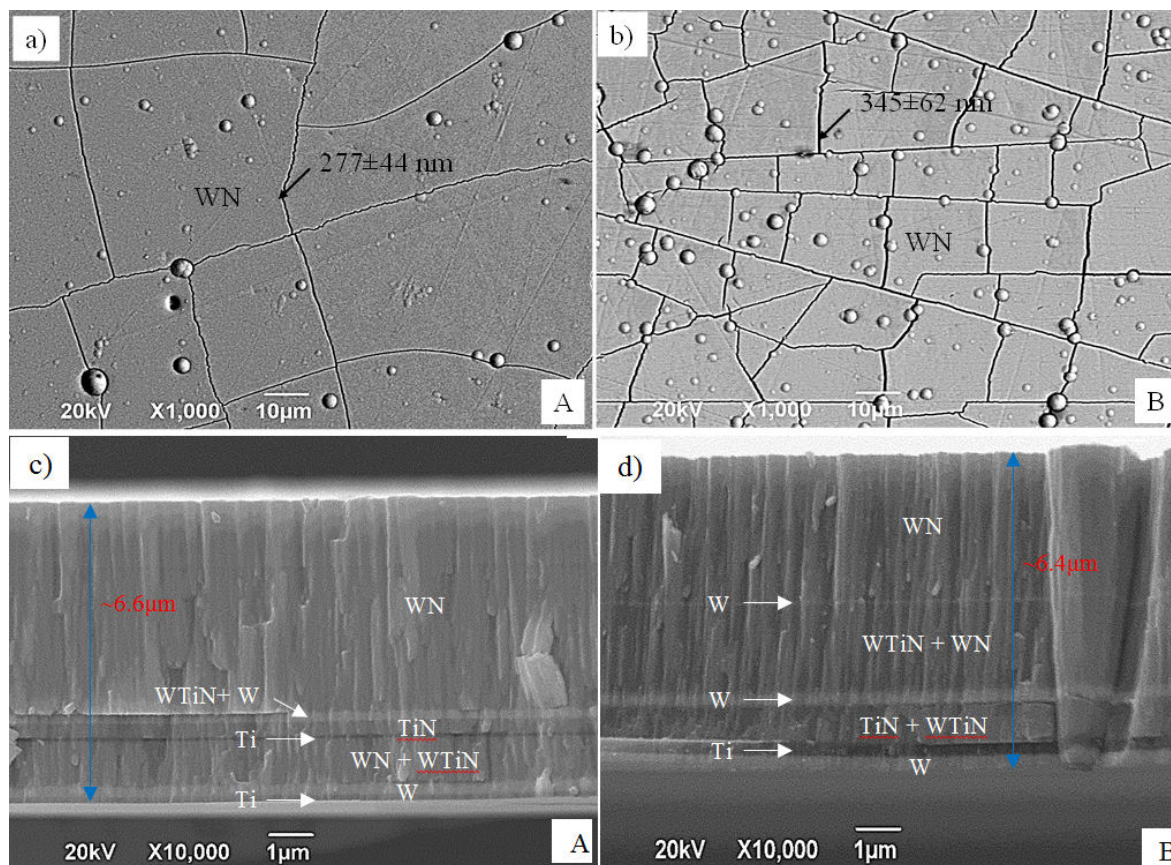 a)
277±44 nm
WN
20kV X1,000 10µm A
b)
345±62 nm
WN
20kV X1,000 10µm B
c)
~6.6µm
WN
WTiN+ W
TiN
Ti
WN + WTiN
W
Ti
20kV X10,000 1µm A
d)
WN
~6.4µm
W
WTiN + WN
W
TiN + WTiN
Ti
W
20kV X10,000 1µm